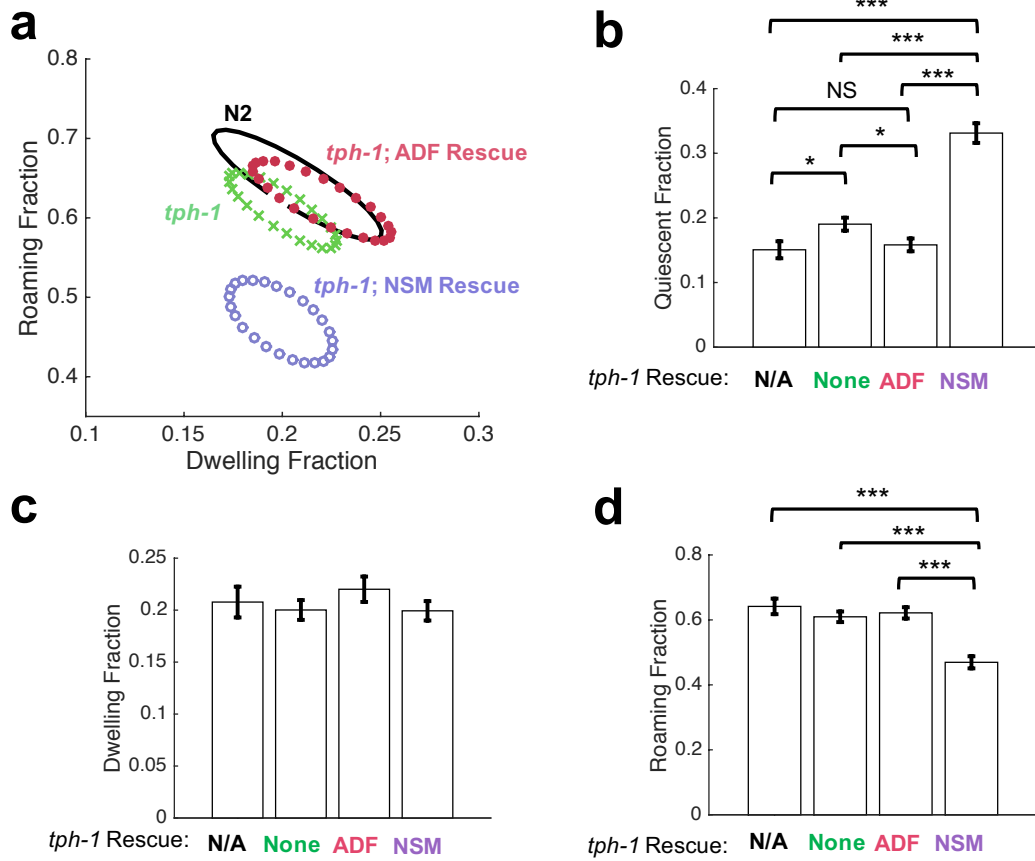 a
0.8
0.7
0.6
0.5
0.4
Roaming Fraction
N2
tph-1; ADF Rescue
tph-1
tph-1; NSM Rescue
0.1 0.15 0.2 0.25 0.3
Dwelling Fraction
b
***
***
***
NS
*
*
0.4
0.3
0.2
0.1
0
Quiescent Fraction
tph-1 Rescue: N/A None ADF NSM
c
0.25
0.2
0.15
0.1
0.05
0
Dwelling Fraction
tph-1 Rescue: N/A None ADF NSM
d
***
***
***
0.8
0.6
0.4
0.2
0
Roaming Fraction
tph-1 Rescue: N/A None ADF NSM